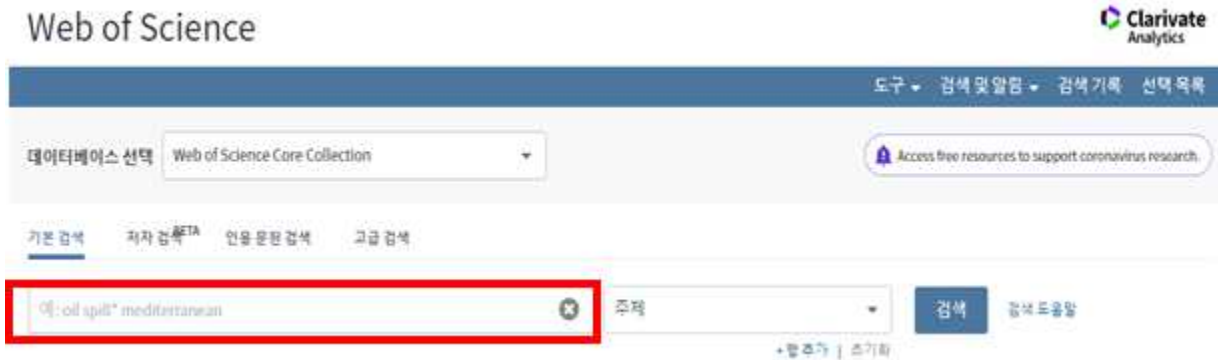 Web of Science
Clarivate
Analytics
도구 검색 및 알림 검색 기록 선택 목록
데이터베이스 선택 Web of Science Core Collection
Access free resources to support coronavirus research.
기본 검색 저자 검색 BETA 인용 문헌 검색 고급 검색
예: oil spill* mediterranean 주제 검색 검색 도움말
+ 행 추가 | 초기화